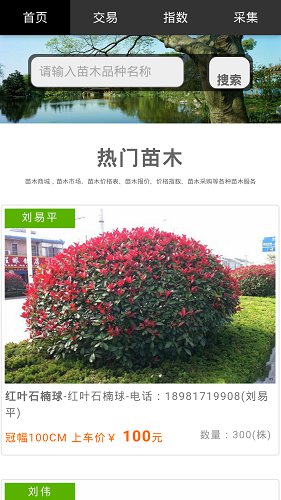 首页 交易 指数 采集
请输入苗木品种名称 搜索
热门苗木
苗木商城，苗木市场、苗木价格表、苗木报价、价格指数、苗木采购等各种苗木服务
刘易平
红叶石楠球-红叶石楠球-电话：18981719908(刘易
平)
冠幅100CM 上车价￥ 100元 数量：300(株)
刘伟